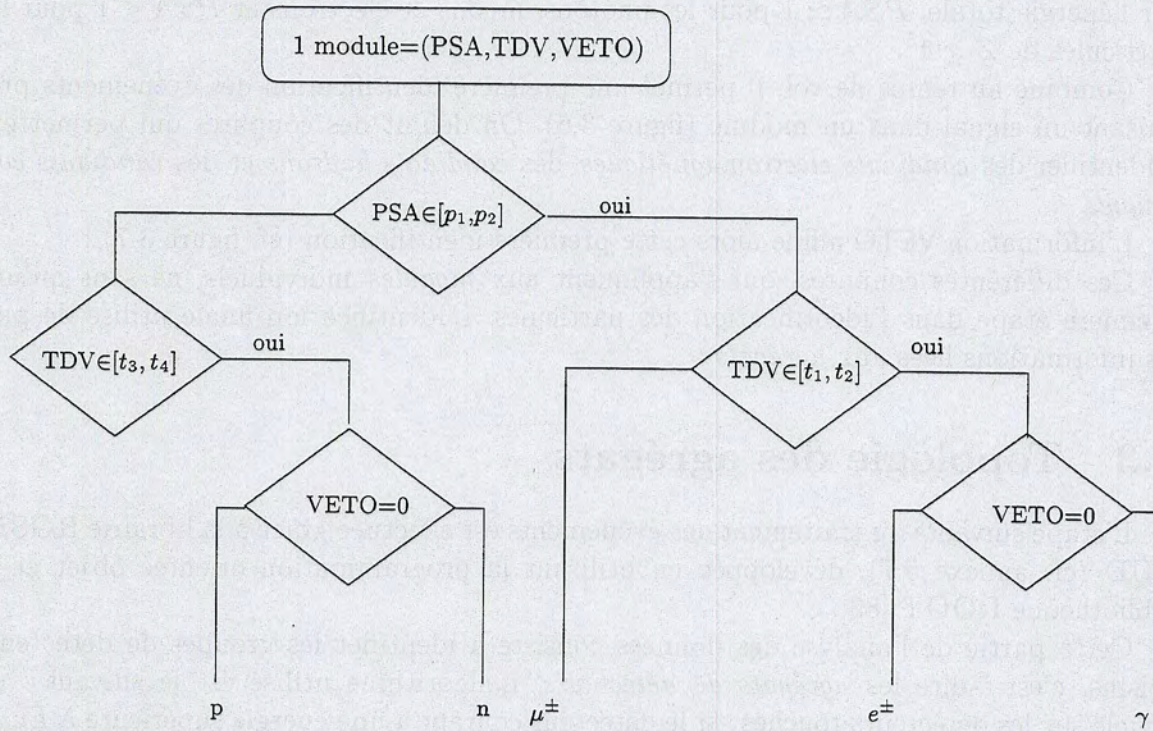 1 module=(PSA,TDV,VETO)
PSA∈[p₁,p₂]
oui
TDV∈[t₃, t₄]
oui
TDV∈[t₁, t₂]
oui
VETO=0
VETO=0
p
n
μ±
e±
γ